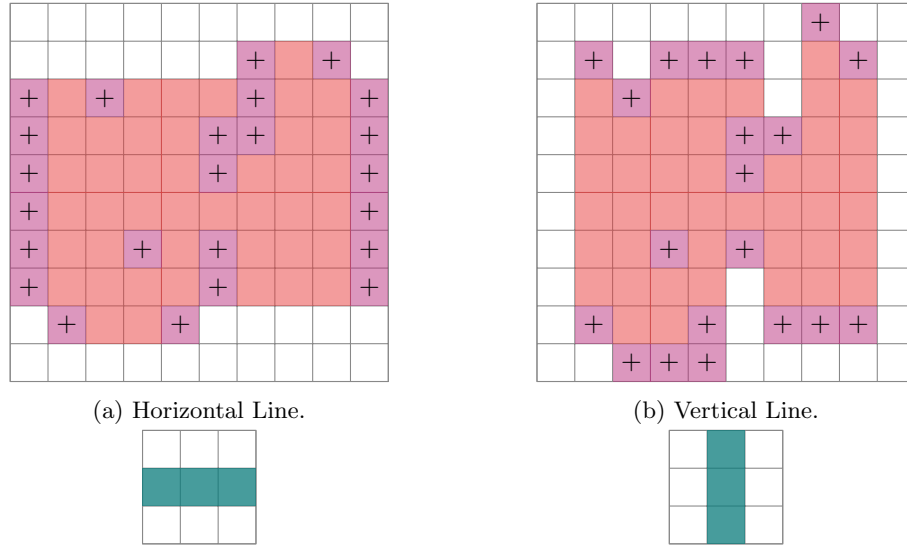 + +
+ + + +
+ + + +
+ + +
+ +
+ + + +
+ + +
+ +
(a) Horizontal Line.
+
+ + + + +
+
+ +
+
+ +
+ + + + +
+ + +
(b) Vertical Line.